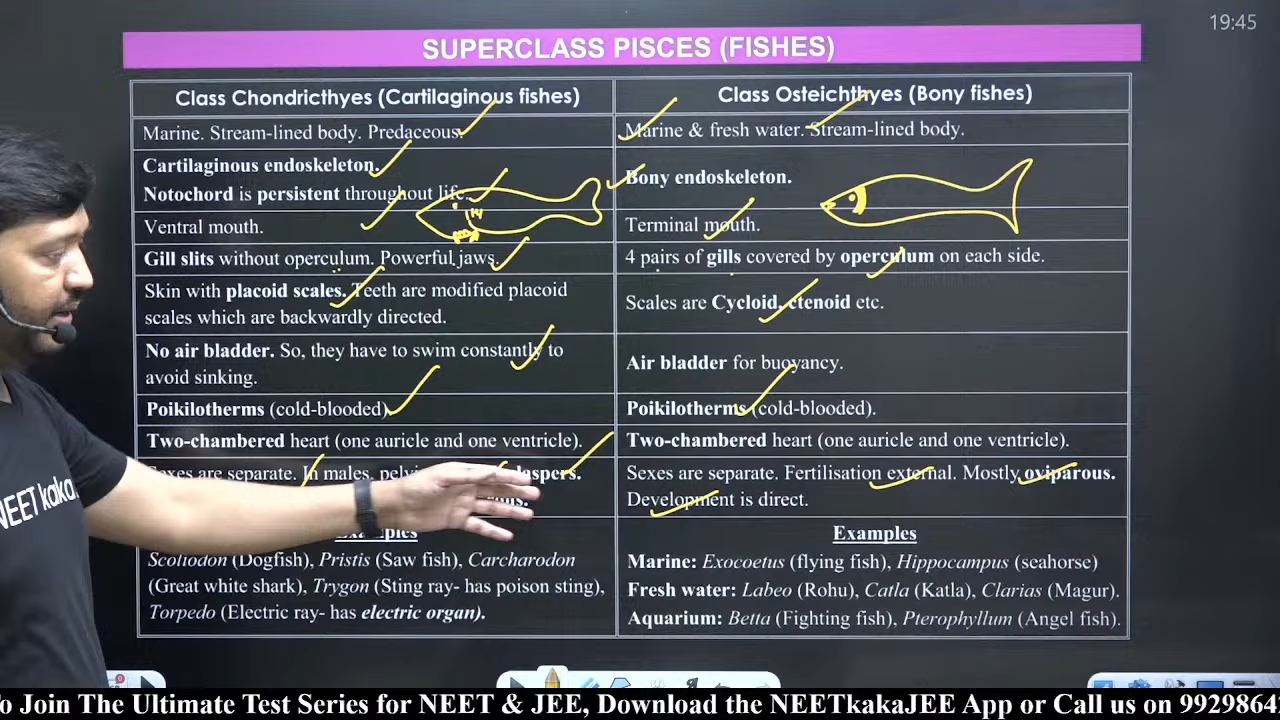 19:45
SUPERCLASS PISCES (FISHES)
Class Chondricthyes (Cartilaginous fishes)
Marine. Stream-lined body. Predaceous.
Cartilaginous endoskeleton.
Notochord is persistent throughout life.
Ventral mouth.
Gill slits without operculum. Powerful jaws.
Skin with placoid scales. Teeth are modified placoid
scales which are backwardly directed.
No air bladder. So, they have to swim constantly to
avoid sinking.
Poikilotherms (cold-blooded)
Two-chambered heart (one auricle and one ventricle).
Sexes are separate. In males, claspers.
Examples
Scoliodon (Dogfish), Pristis (Saw fish), Carcharodon
(Great white shark), Trygon (Sting ray- has poison sting),
Torpedo (Electric ray- has electric organ).
Class Osteichthyes (Bony fishes)
Marine & fresh water. Stream-lined body.
Bony endoskeleton.
Terminal mouth.
4 pairs of gills covered by operculum on each side.
Scales are Cycloid, ctenoid etc.
Air bladder for buoyancy.
Poikilotherms (cold-blooded).
Two-chambered heart (one auricle and one ventricle).
Sexes are separate. Fertilisation external. Mostly oviparous.
Development is direct.
Examples
Marine: Exocoetus (flying fish), Hippocampus (seahorse)
Fresh water: Labeo (Rohu), Catla (Katla), Clarias (Magur).
Aquarium: Betta (Fighting fish), Pterophyllum (Angel fish).
NEET kaka
o Join The Ultimate Test Series for NEET & JEE, Download the NEETkakaJEE App or Call us on 9929864